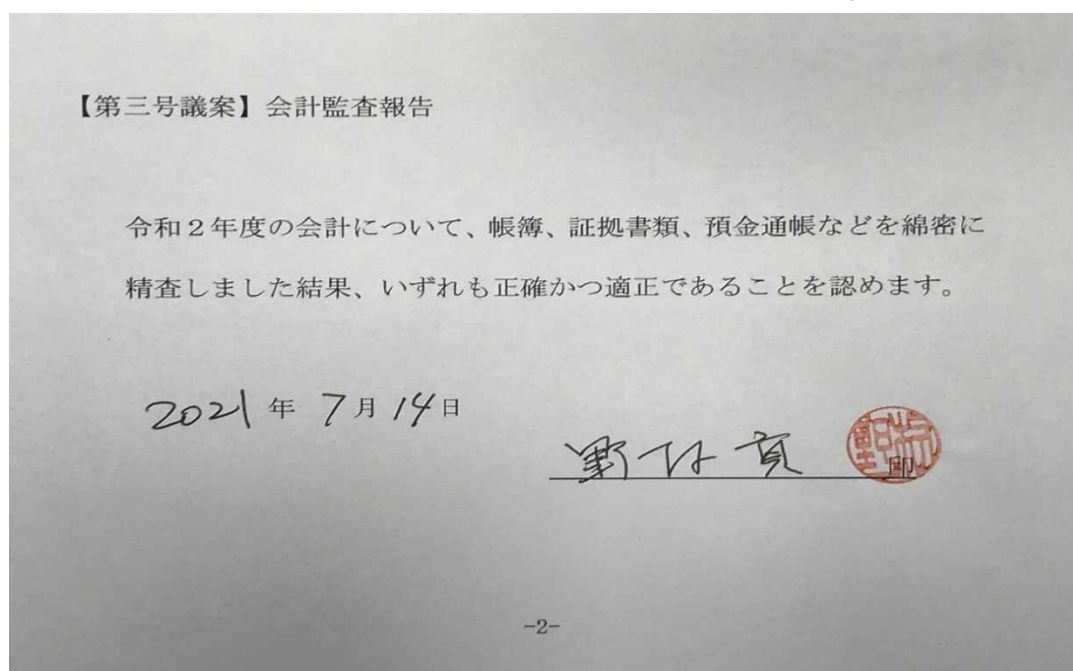 【第三号議案】会計監査報告
令和2年度の会計について、帳簿、証拠書類、預金通帳などを綿密に
精査しました結果、いずれも正確かつ適正であることを認めます。
2021年 7月14日
野村 印
-2-